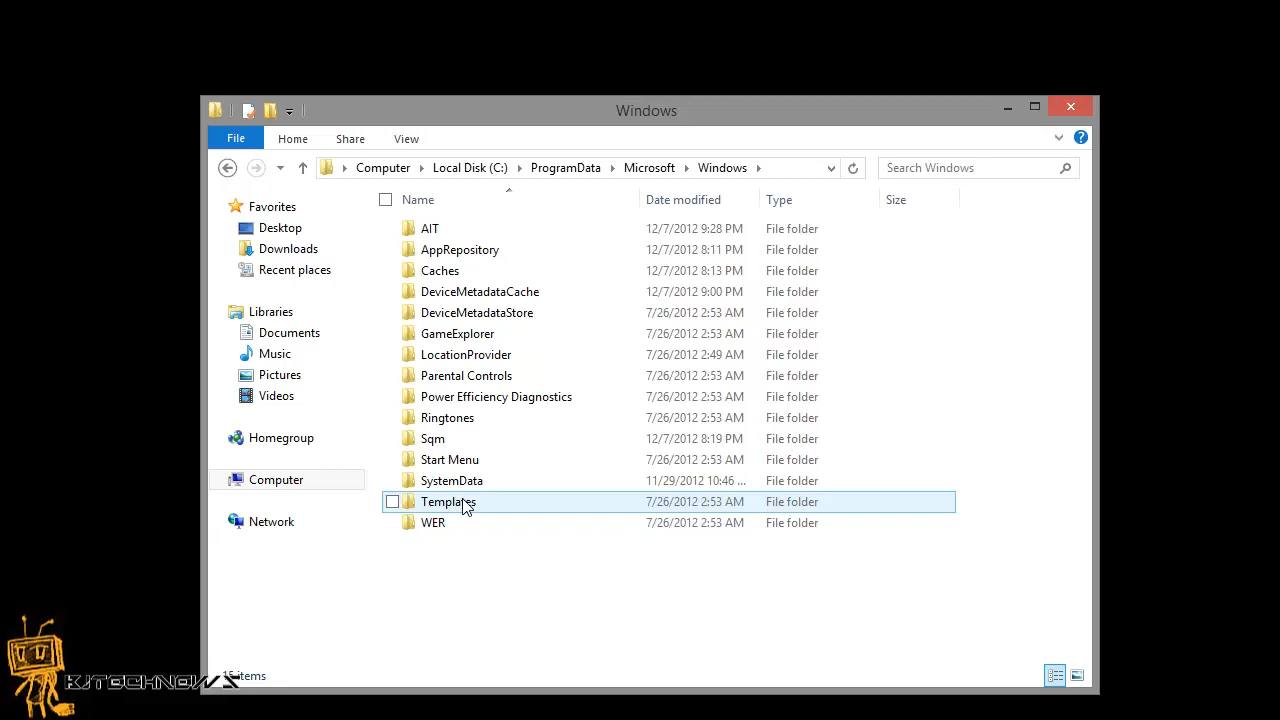 Windows
File Home Share View
Computer Local Disk (C:) ProgramData Microsoft Windows Search Windows
Name Date modified Type Size
Favorites
Desktop
Downloads
Recent places
Libraries
Documents
Music
Pictures
Videos
Homegroup
Computer
Network
AIT 12/7/2012 9:28 PM File folder
AppRepository 12/7/2012 8:11 PM File folder
Caches 12/7/2012 8:13 PM File folder
DeviceMetadataCache 12/7/2012 9:00 PM File folder
DeviceMetadataStore 7/26/2012 2:53 AM File folder
GameExplorer 7/26/2012 2:53 AM File folder
LocationProvider 7/26/2012 2:49 AM File folder
Parental Controls 7/26/2012 2:53 AM File folder
Power Efficiency Diagnostics 7/26/2012 2:53 AM File folder
Ringtones 7/26/2012 2:53 AM File folder
Sqm 12/7/2012 8:19 PM File folder
Start Menu 7/26/2012 2:53 AM File folder
SystemData 11/29/2012 10:46 ... File folder
Templates 7/26/2012 2:53 AM File folder
WER 7/26/2012 2:53 AM File folder
15 items